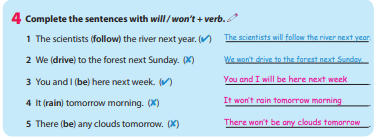 4 Complete the sentences with will / won't + verb.
1 The scientists (follow) the river next year. (✓) The scientists will follow the river next year.
2 We (drive) to the forest next Sunday. (✗) We won't drive to the forest next Sunday.
3 You and I (be) here next week. (✓) You and I will be here next week
4 It (rain) tomorrow morning. (✗) It won't rain tomorrow morning
5 There (be) any clouds tomorrow. (✗) There won't be any clouds tomorrow